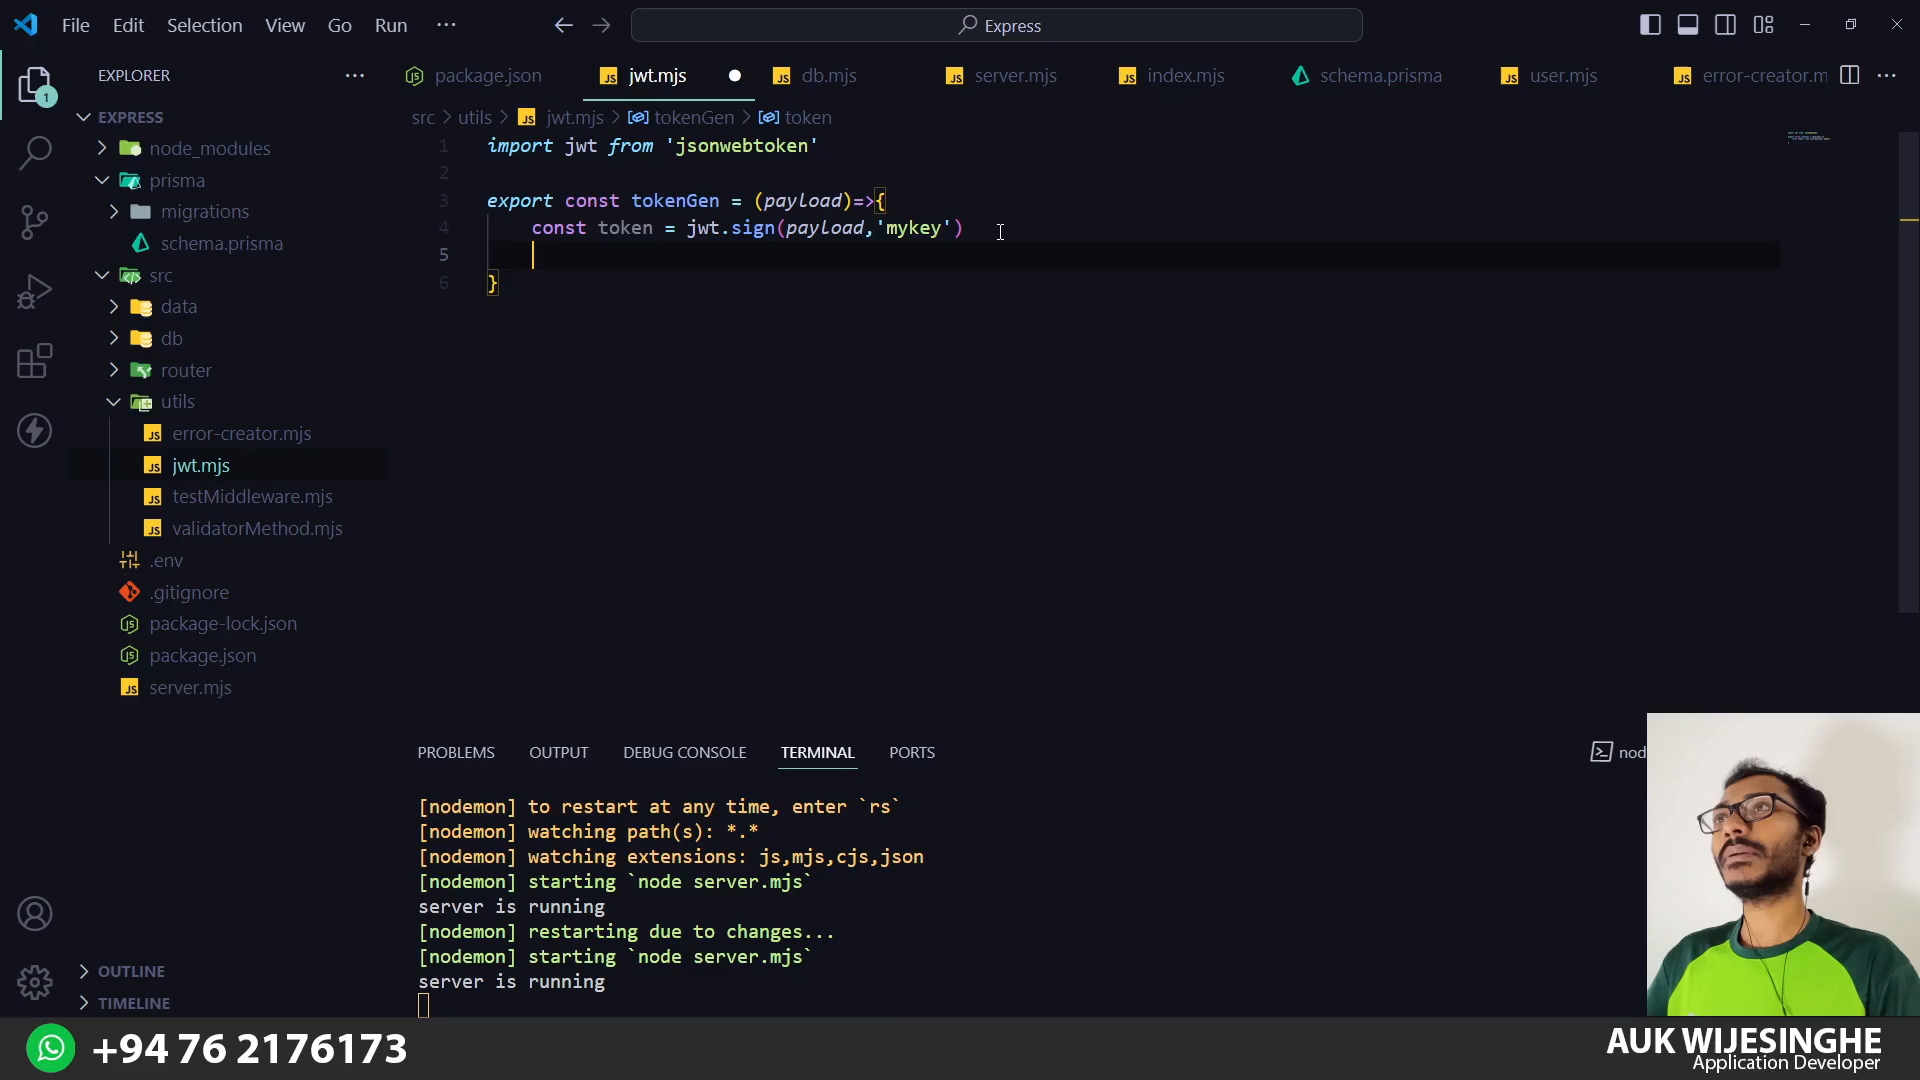 File Edit Selection View Go Run ...
Express
EXPLORER ...
package.json
jwt.mjs
db.mjs
server.mjs
index.mjs
schema.prisma
user.mjs
error-creator.m
...
src > utils > JS jwt.mjs > tokenGen > token
1
EXPRESS
node_modules
prisma
migrations
schema.prisma
src
data
db
router
utils
JS error-creator.mjs
JS jwt.mjs
JS testMiddleware.mjs
JS validatorMethod.mjs
.env
.gitignore
package-lock.json
package.json
JS server.mjs
OUTLINE
TIMELINE
1 import jwt from 'jsonwebtoken'
2
3 export const tokenGen = (payload)=>{
4 const token = jwt.sign(payload,'mykey')
5
6 }
PROBLEMS OUTPUT DEBUG CONSOLE TERMINAL PORTS
nod
[nodemon] to restart at any time, enter `rs`
[nodemon] watching path(s): *.*
[nodemon] watching extensions: js,mjs,cjs,json
[nodemon] starting `node server.mjs`
server is running
[nodemon] restarting due to changes...
[nodemon] starting `node server.mjs`
server is running
+94 76 2176173
AUK WIJESINGHE
Application Developer